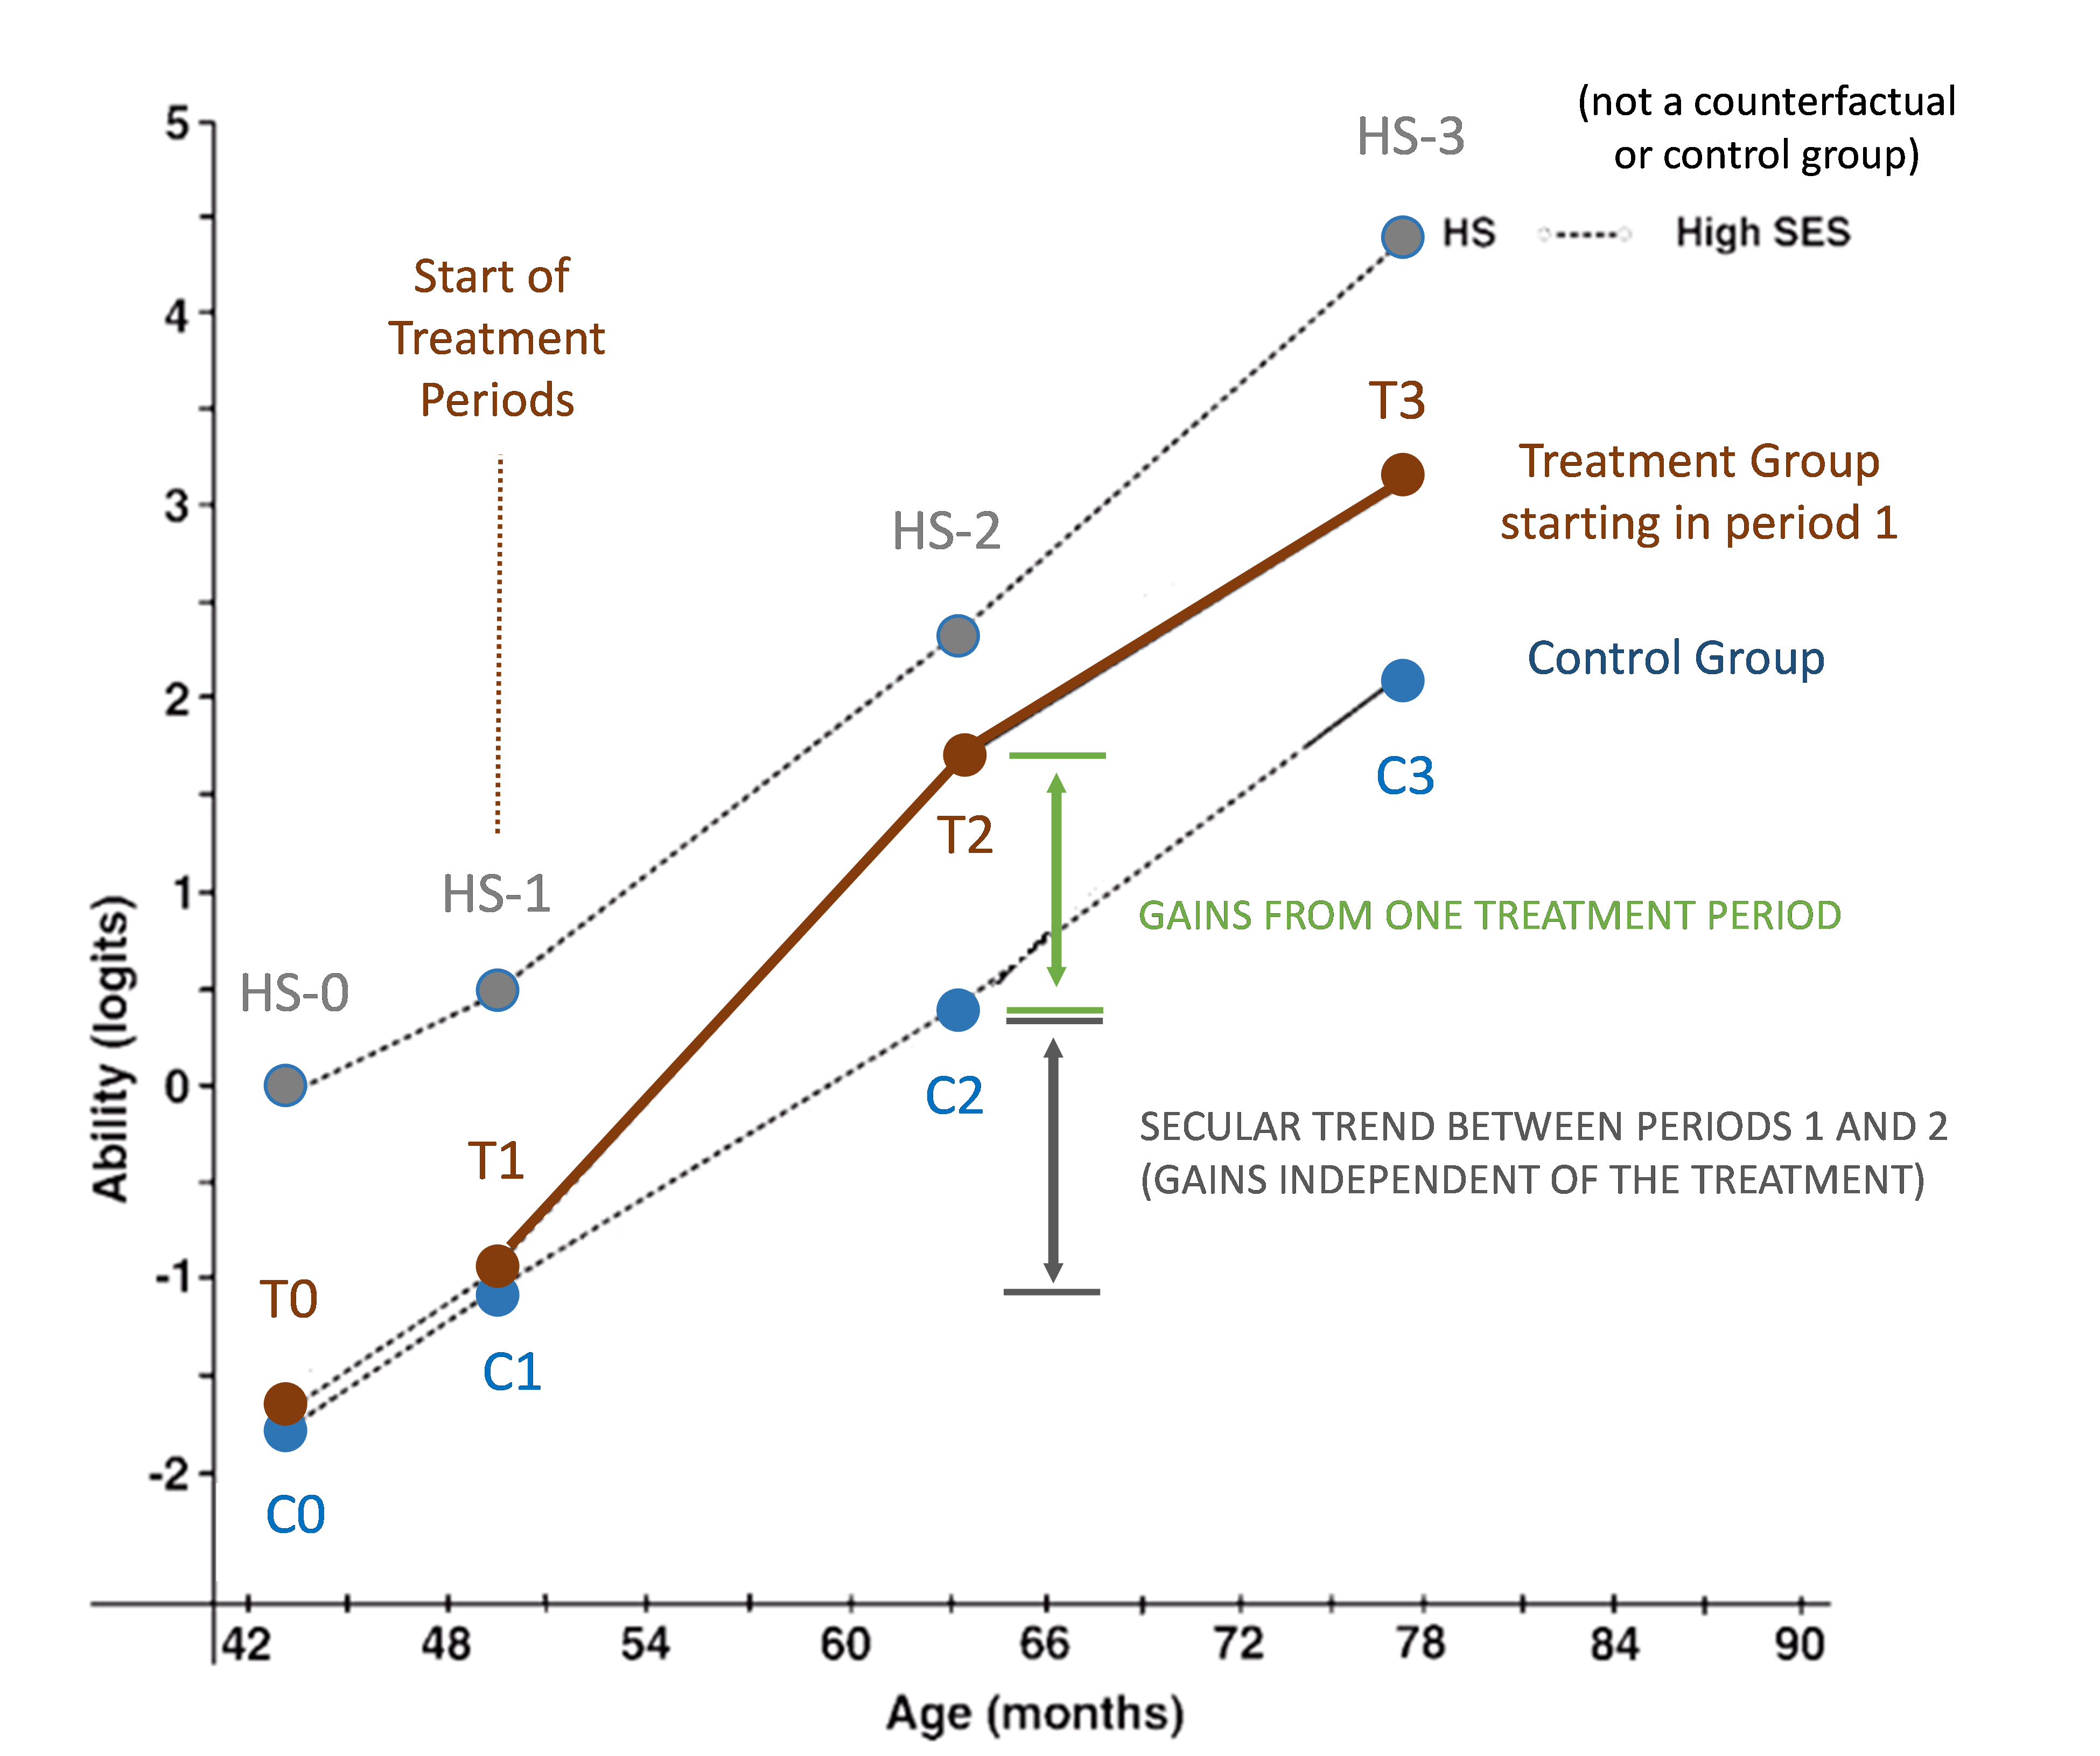 (not a counterfactual
or control group)
HS-3
HS
High SES
Start of
Treatment
Periods
T3
Treatment Group
starting in period 1
HS-2
Control Group
C3
T2
HS-1
GAINS FROM ONE TREATMENT PERIOD
HS-0
C2
SECULAR TREND BETWEEN PERIODS 1 AND 2
(GAINS INDEPENDENT OF THE TREATMENT)
T1
T0
C1
C0
5
4
3
2
1
0
-1
-2
Ability (logits)
42 48 54 60 66 72 78 84 90
Age (months)